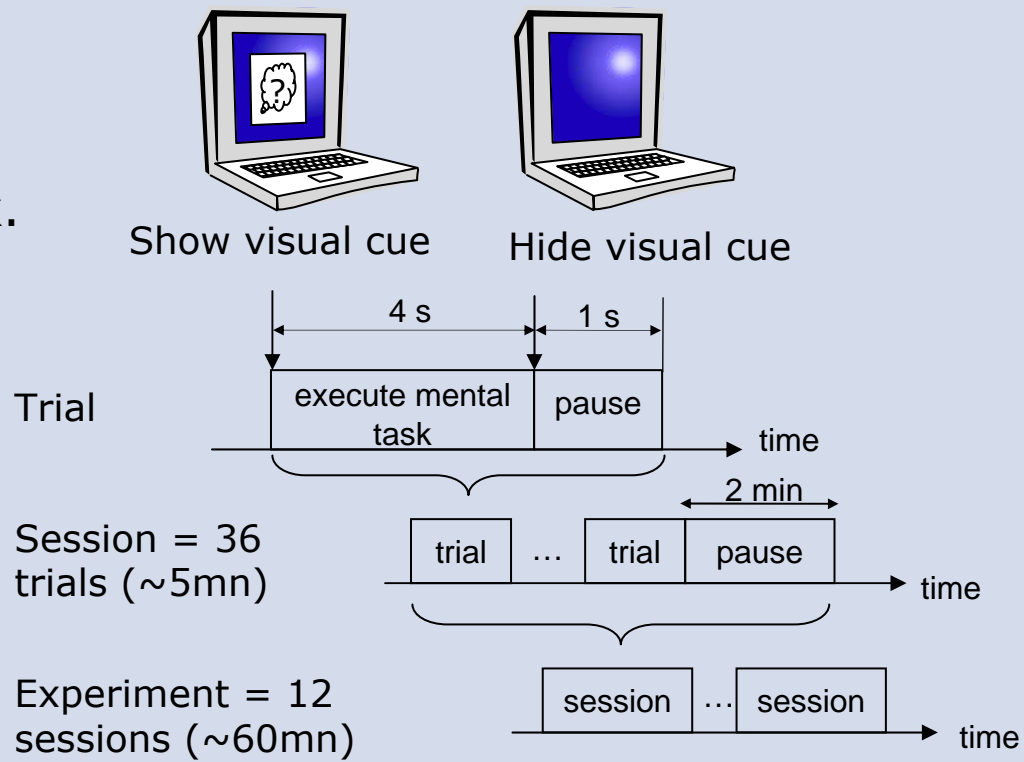 ?
Show visual cue
Hide visual cue
4 s
1 s
Trial
execute mental
task
pause
time
2 min
Session = 36
trials (~5mn)
trial
…
trial
pause
time
Experiment = 12
sessions (~60mn)
session
…
session
time